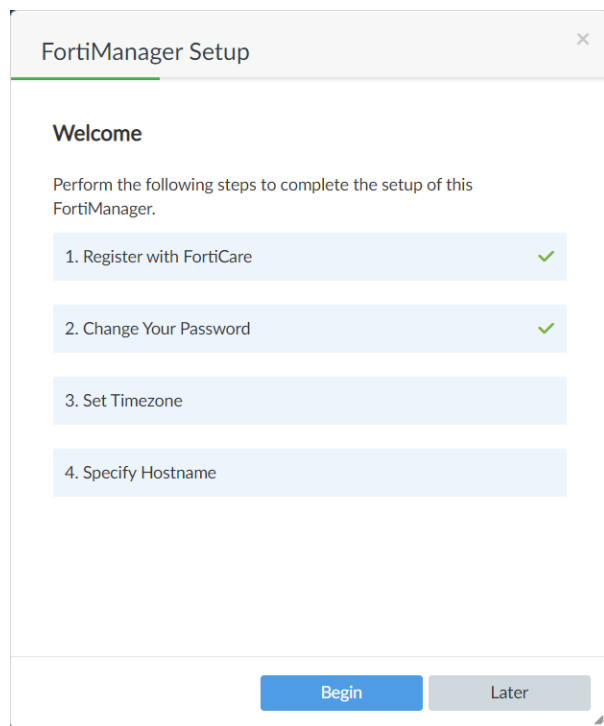 FortiManager Setup
Welcome
Perform the following steps to complete the setup of this
FortiManager.
1. Register with FortiCare
2. Change Your Password
3. Set Timezone
4. Specify Hostname
Begin
Later